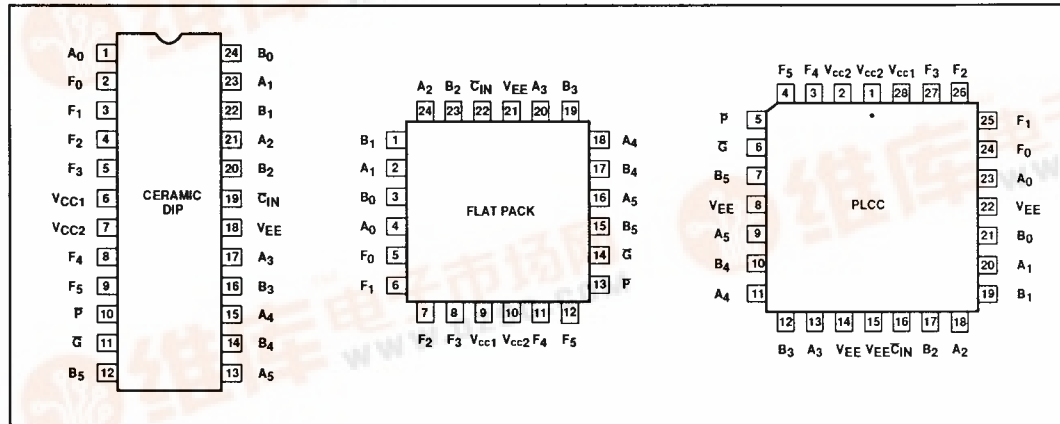 A0 1 24 B0
F0 2 23 A1
F1 3 22 B1
F2 4 21 A2
F3 5 20 B2
VCC1 6 19 C̅IN
VCC2 7 18 VEE
F4 8 17 A3
F5 9 16 B3
P̅ 10 15 A4
G̅ 11 14 B4
B5 12 13 A5
CERAMIC
DIP
A2 B2 C̅IN VEE A3 B3
24 23 22 21 20 19
B1 1 18 A4
A1 2 17 B4
B0 3 16 A5
A0 4 15 B5
F0 5 14 G̅
F1 6 13 P̅
FLAT PACK
7 8 9 10 11 12
F2 F3 Vcc1 Vcc2 F4 F5
F5 F4 Vcc2 Vcc2 Vcc1 F3 F2
4 3 2 1 28 27 26
P̅ 5 25 F1
G̅ 6 24 F0
B5 7 23 A0
VEE 8 22 VEE
A5 9 21 B0
B4 10 20 A1
A4 11 19 B1
PLCC
12 13 14 15 16 17 18
B3 A3 VEE VEE C̅IN B2 A2